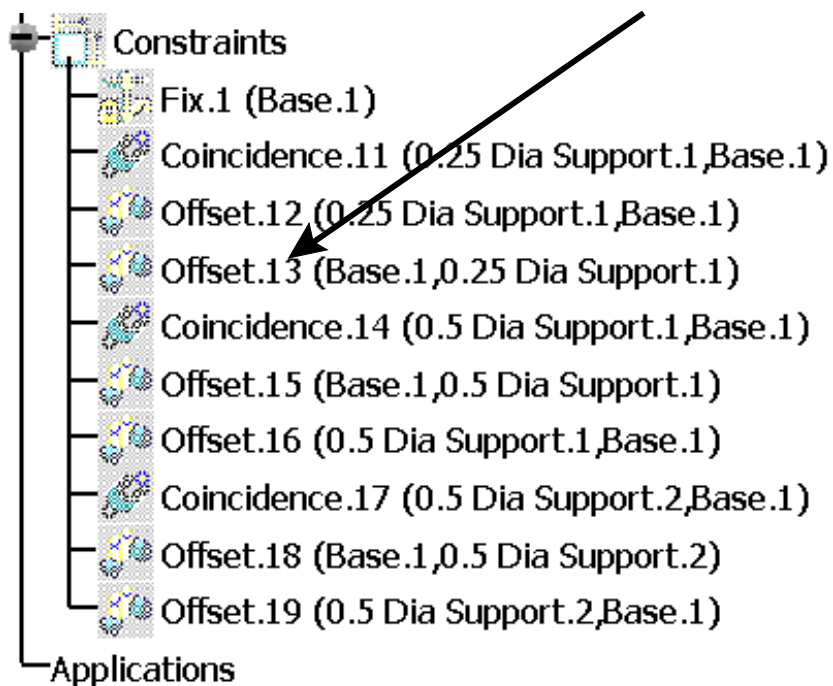 Constraints
Fix.1 (Base.1)
Coincidence.11 (0.25 Dia Support.1,Base.1)
Offset.12 (0.25 Dia Support.1,Base.1)
Offset.13 (Base.1,0.25 Dia Support.1)
Coincidence.14 (0.5 Dia Support.1,Base.1)
Offset.15 (Base.1,0.5 Dia Support.1)
Offset.16 (0.5 Dia Support.1,Base.1)
Coincidence.17 (0.5 Dia Support.2,Base.1)
Offset.18 (Base.1,0.5 Dia Support.2)
Offset.19 (0.5 Dia Support.2,Base.1)
Applications